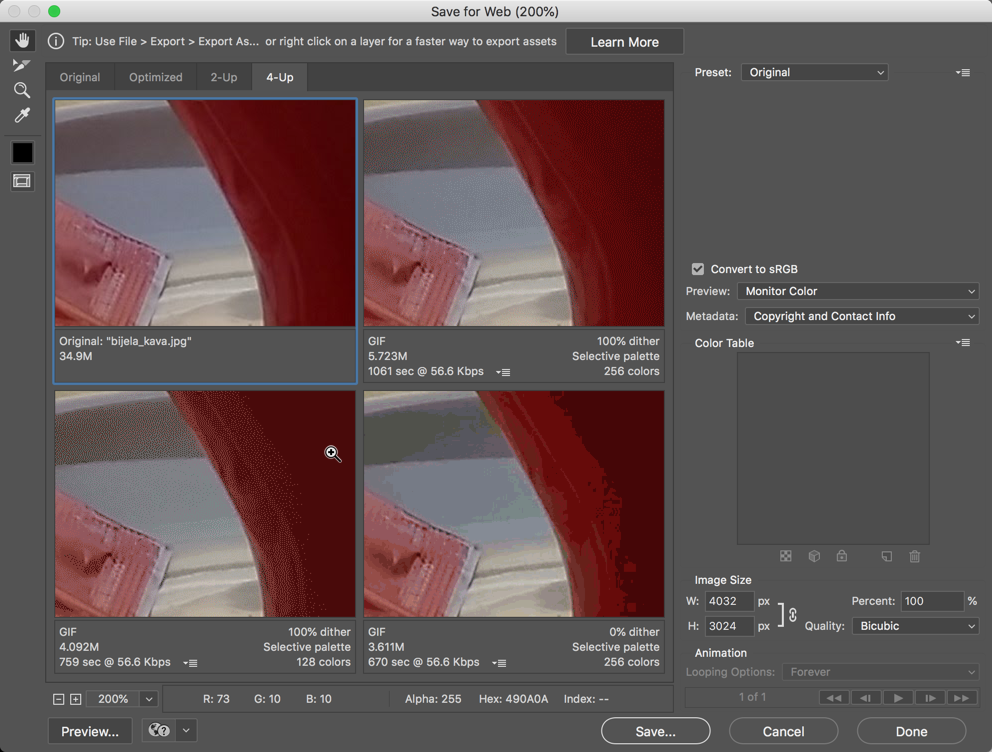 Save for Web (200%)
Tip: Use File > Export > Export As... or right click on a layer for a faster way to export assets
Learn More
Original
Optimized
2-Up
4-Up
Preset: Original
Original: "bijela_kava.jpg"
34.9M
GIF 100% dither
5.723M Selective palette
1061 sec @ 56.6 Kbps 256 colors
GIF 100% dither
4.092M Selective palette
759 sec @ 56.6 Kbps 128 colors
GIF 0% dither
3.611M Selective palette
670 sec @ 56.6 Kbps 256 colors
Convert to sRGB
Preview: Monitor Color
Metadata: Copyright and Contact Info
Color Table
Image Size
W: 4032 px Percent: 100 %
H: 3024 px Quality: Bicubic
Animation
Looping Options: Forever
1 of 1
200% R: 73 G: 10 B: 10 Alpha: 255 Hex: 490A0A Index: --
Preview... Save... Cancel Done